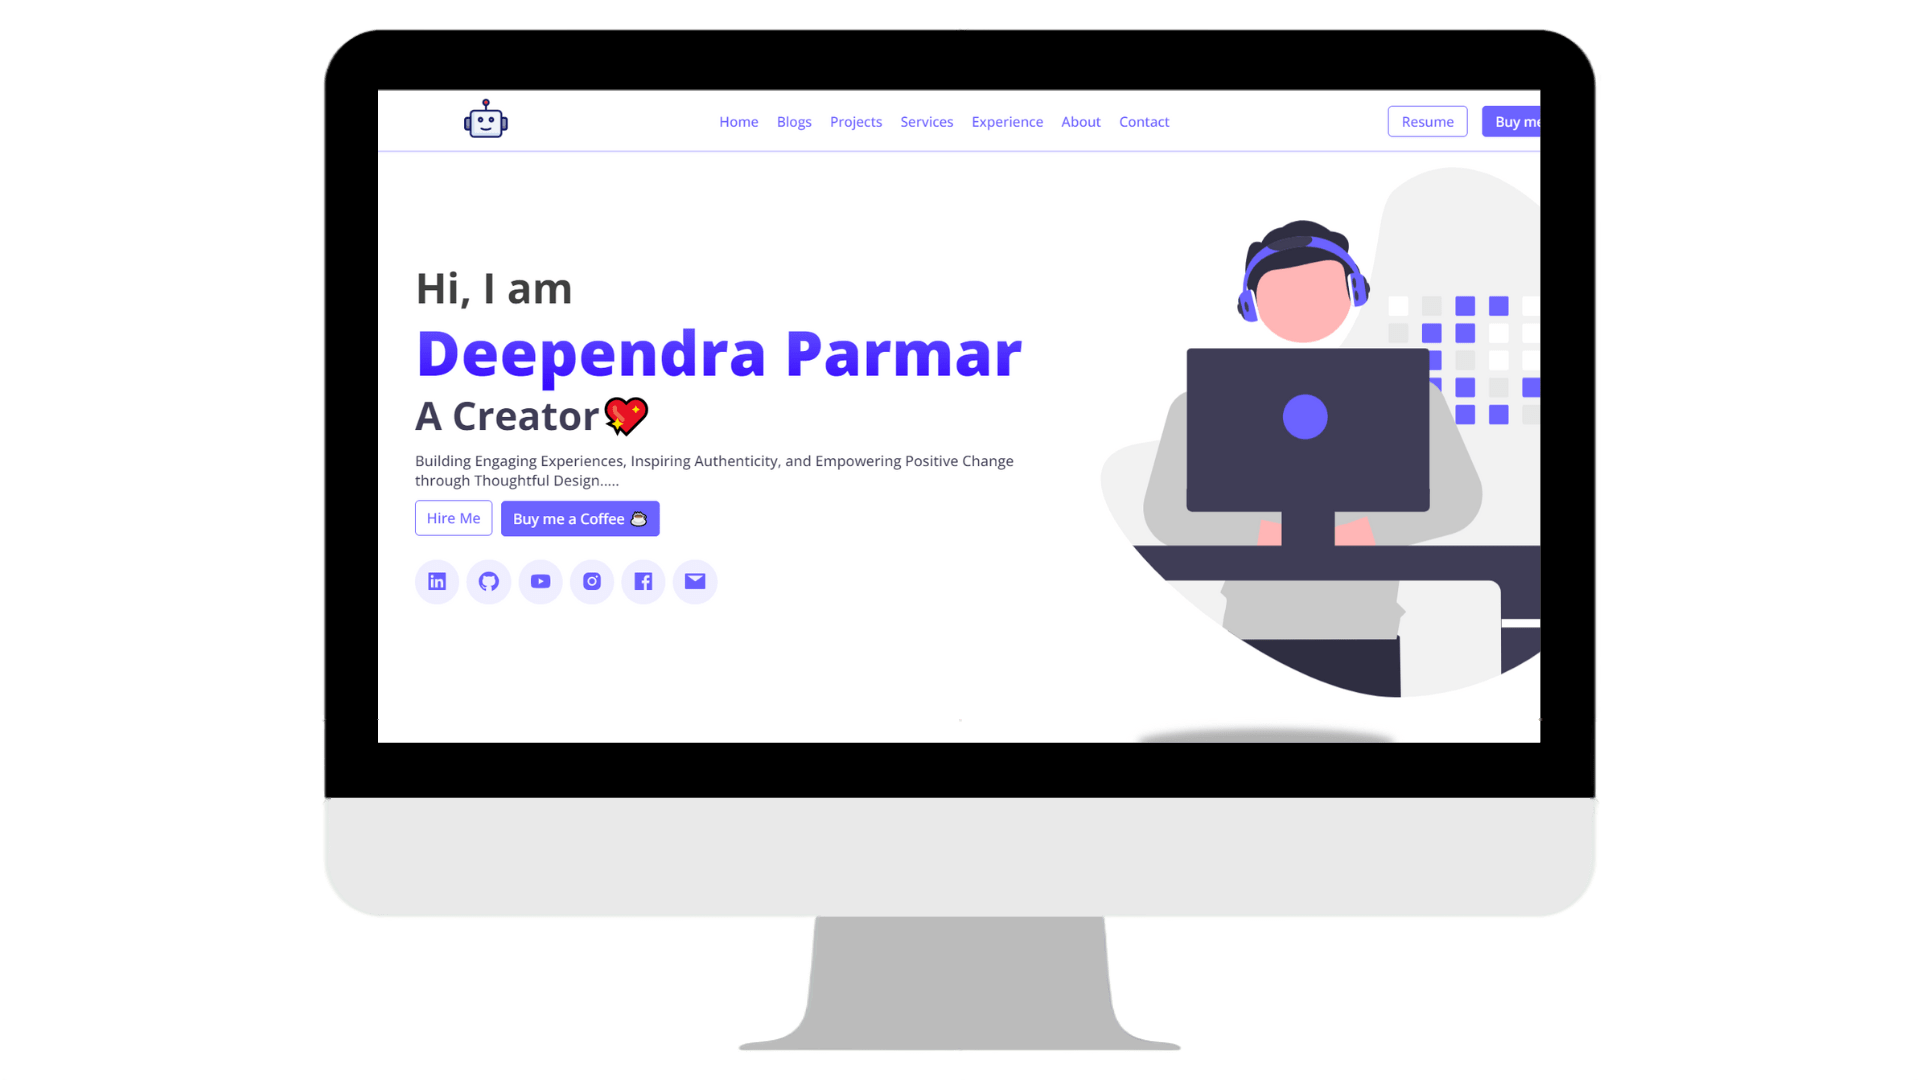 Home Blogs Projects Services Experience About Contact Resume Buy me
Hi, I am
Deependra Parmar
A Creator💖
Building Engaging Experiences, Inspiring Authenticity, and Empowering Positive Change
through Thoughtful Design.....
Hire Me Buy me a Coffee ☕